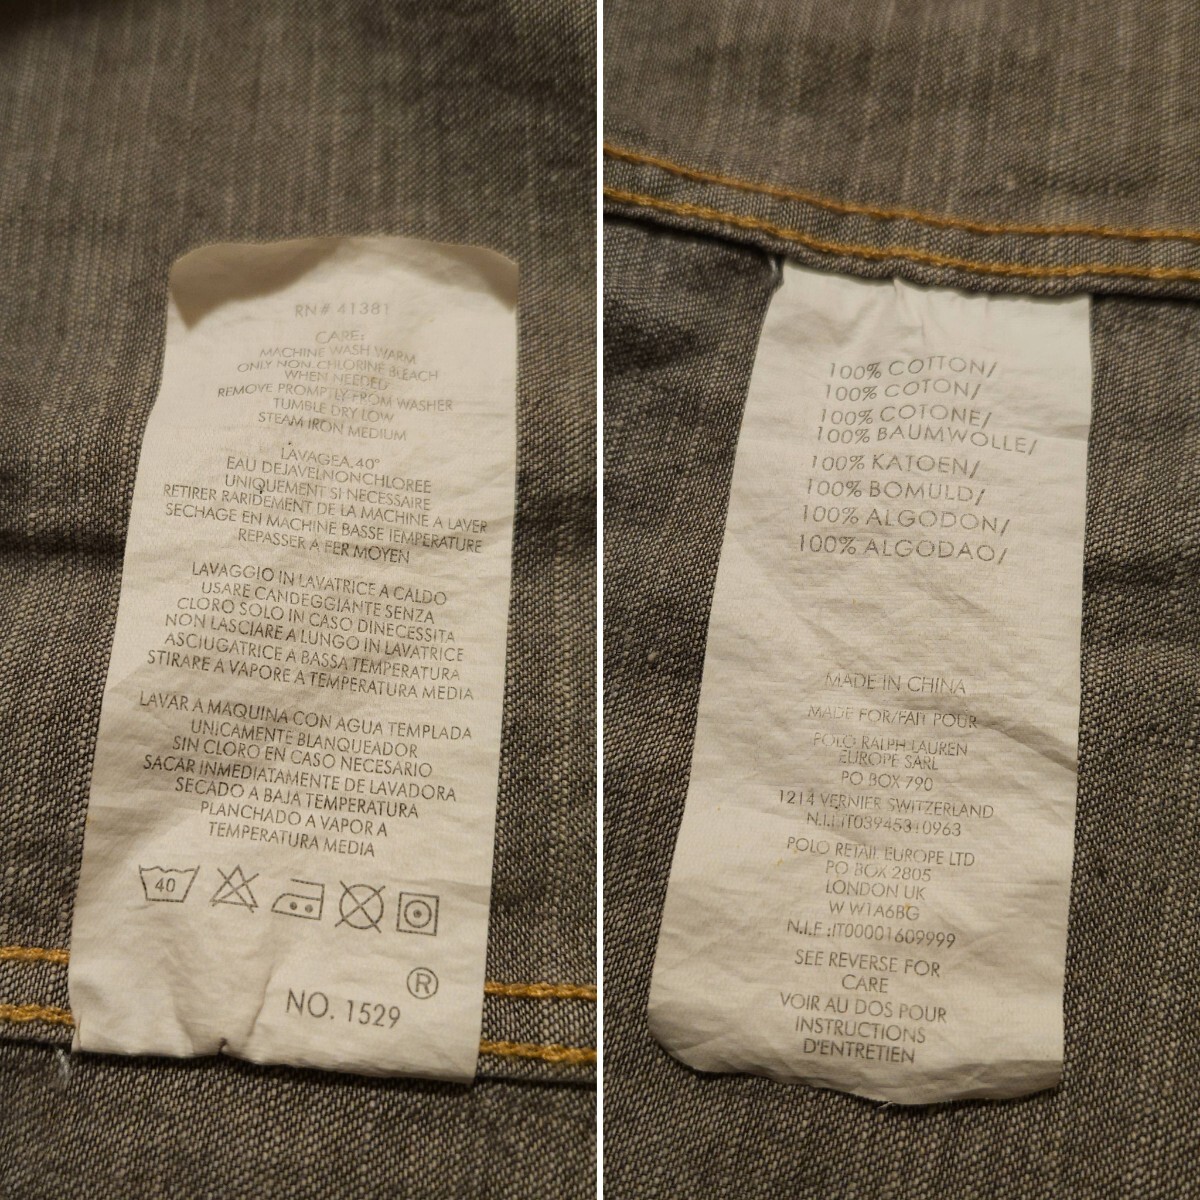 RN# 41381
CARE:
MACHINE WASH WARM
ONLY NON-CHLORINE BLEACH
WHEN NEEDED
REMOVE PROMPTLY FROM WASHER
TUMBLE DRY LOW
STEAM IRON MEDIUM
LAVAGEA 40°
EAU DEJAVELNONCHLOREE
UNIQUEMENT SI NECESSAIRE
RETIRER RARIDEMENT DE LA MACHINE A LAVER
SECHAGE EN MACHINE BASSE TEMPERATURE
REPASSER A FER MOYEN
LAVAGGIO IN LAVATRICE A CALDO
USARE CANDEGGIANTE SENZA
CLORO SOLO IN CASO DINECESSITA
NON LASCIARE A LUNGO IN LAVATRICE
ASCIUGATRICE A BASSA TEMPERATURA
STIRARE A VAPORE A TEMPERATURA MEDIA
LAVAR A MAQUINA CON AGUA TEMPLADA
UNICAMENTE BLANQUEADOR
SIN CLORO EN CASO NECESARIO
SACAR INMEDIATAMENTE DE LAVADORA
SECADO A BAJA TEMPERATURA
PLANCHADO A VAPOR A
TEMPERATURA MEDIA
40
®
NO. 1529
100% COTTON/
100% COTON/
100% COTONE/
100% BAUMWOLLE/
100% KATOEN/
100% BOMULD/
100% ALGODON/
100% ALGODAO/
MADE IN CHINA
MADE FOR/FAIT POUR
POLO RALPH LAUREN
EUROPE SARL
PO BOX 790
1214 VERNIER SWITZERLAND
POLO RETAIL EUROPE LTD
PO BOX 2805
LONDON UK
W W1A6BG
N.I.F :IT00001609999
SEE REVERSE FOR
CARE
VOIR AU DOS POUR
INSTRUCTIONS
D'ENTRETIEN